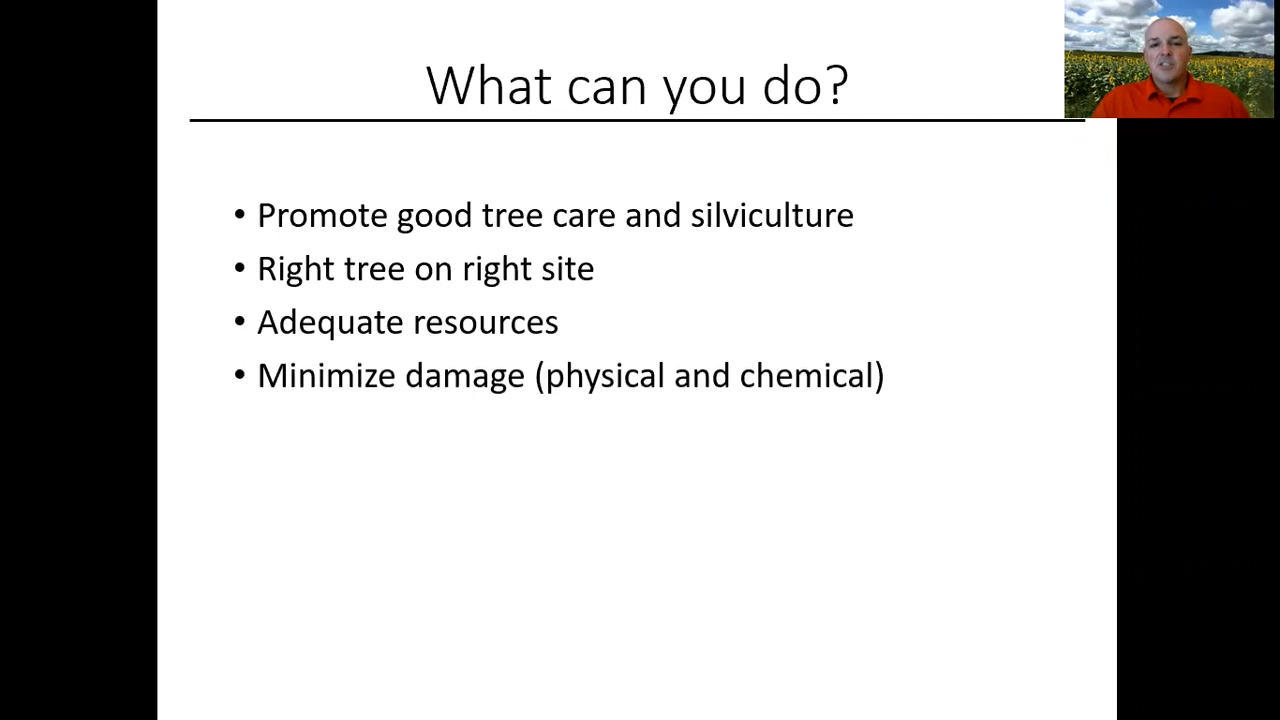 What can you do?
• Promote good tree care and silviculture
• Right tree on right site
• Adequate resources
• Minimize damage (physical and chemical)